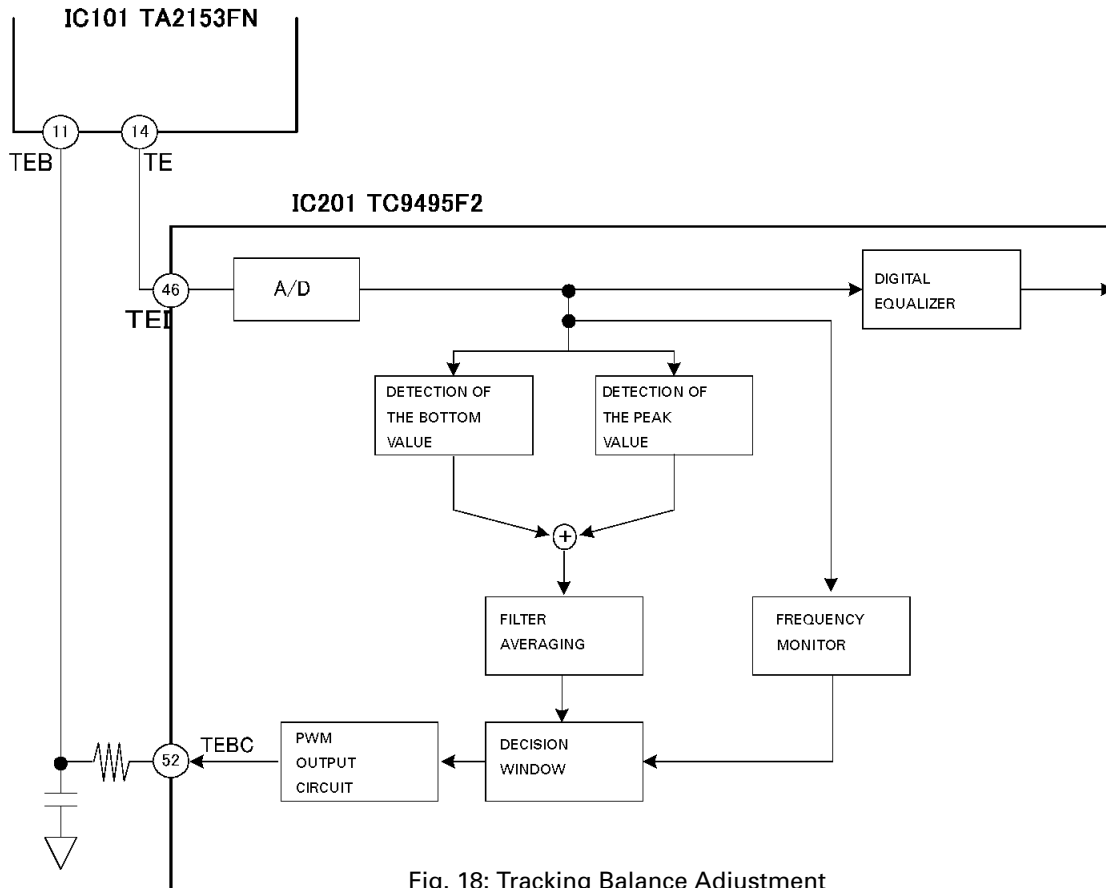 IC101 TA2153FN
11
14
TEB
TE
IC201 TC9495F2
46
TEI
A/D
DIGITAL
EQUALIZER
DETECTION OF
THE BOTTOM
VALUE
DETECTION OF
THE PEAK
VALUE
+
FILTER
AVERAGING
FREQUENCY
MONITOR
52
TEBC
PWM
OUTPUT
CIRCUIT
DECISION
WINDOW
Fig. 18: Tracking Balance Adjustment